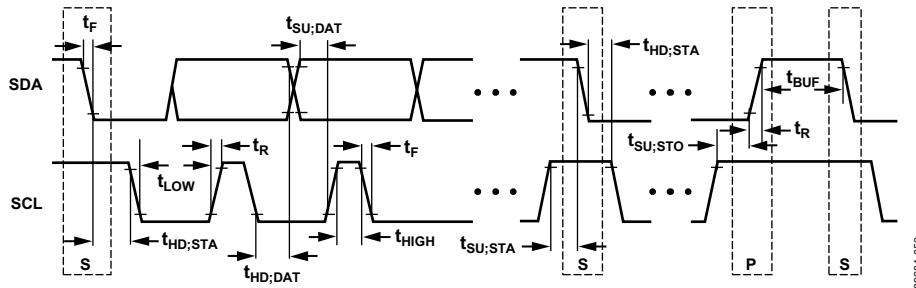 tF
tSU;DAT
tHD;STA
SDA
tBUF
tR
tF
tSU;STO
tR
tLOW
SCL
tHD;STA
tHIGH
tSU;STA
tHD;DAT
S
S
P
S